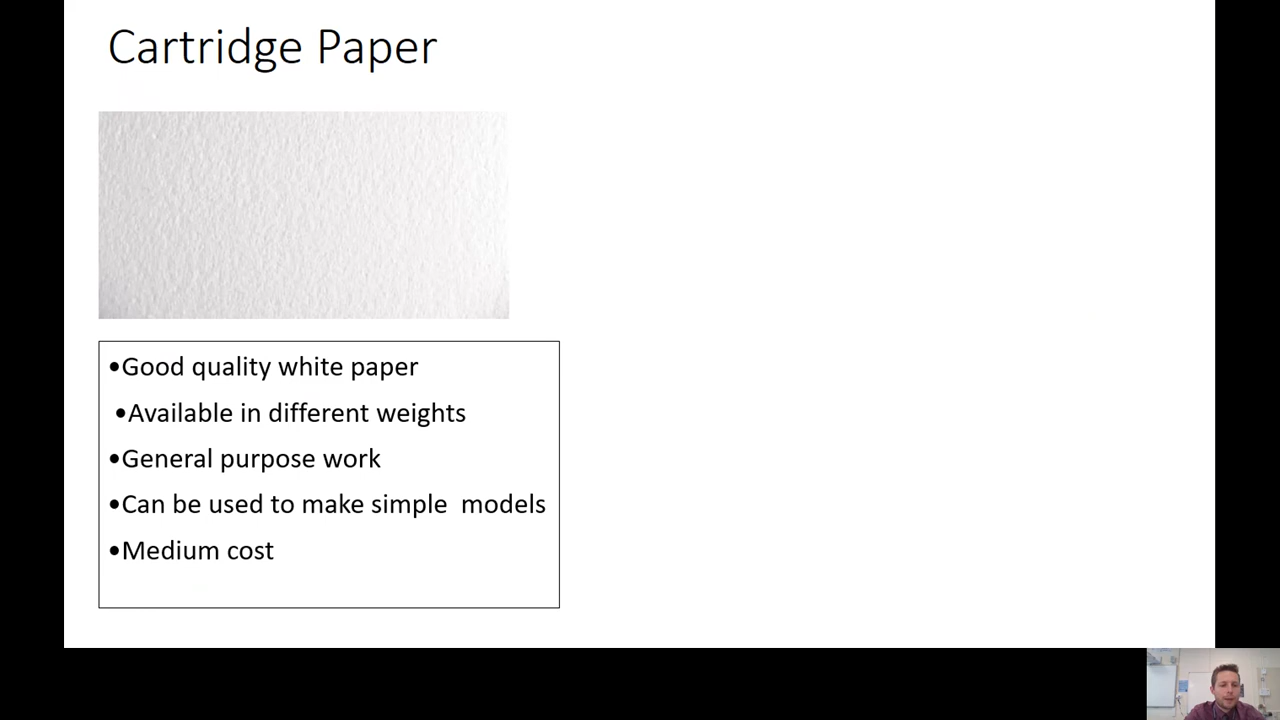 Cartridge Paper
•Good quality white paper
•Available in different weights
•General purpose work
•Can be used to make simple  models
•Medium cost